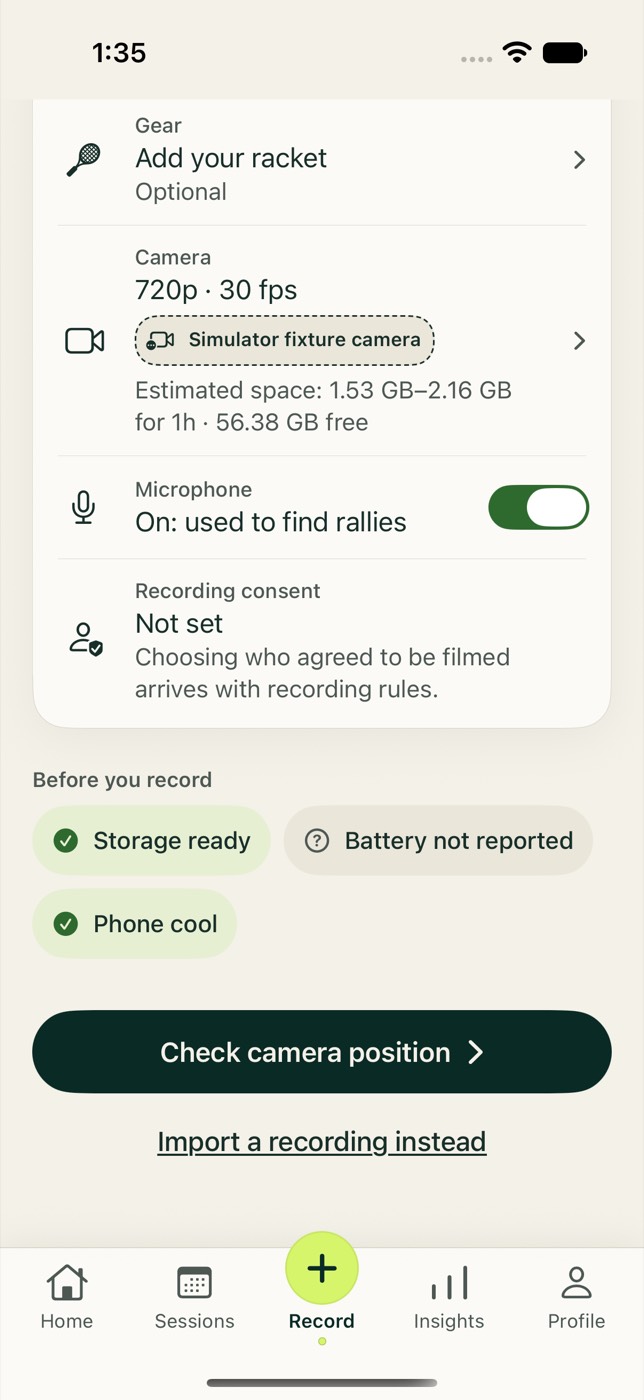 1:35
Gear
Add your racket
Optional
Camera
720p · 30 fps
Simulator fixture camera
Estimated space: 1.53 GB–2.16 GB
for 1h · 56.38 GB free
Microphone
On: used to find rallies
Recording consent
Not set
Choosing who agreed to be filmed
arrives with recording rules.
Before you record
Storage ready
Battery not reported
Phone cool
Check camera position
Import a recording instead
Home
Sessions
Record
Insights
Profile